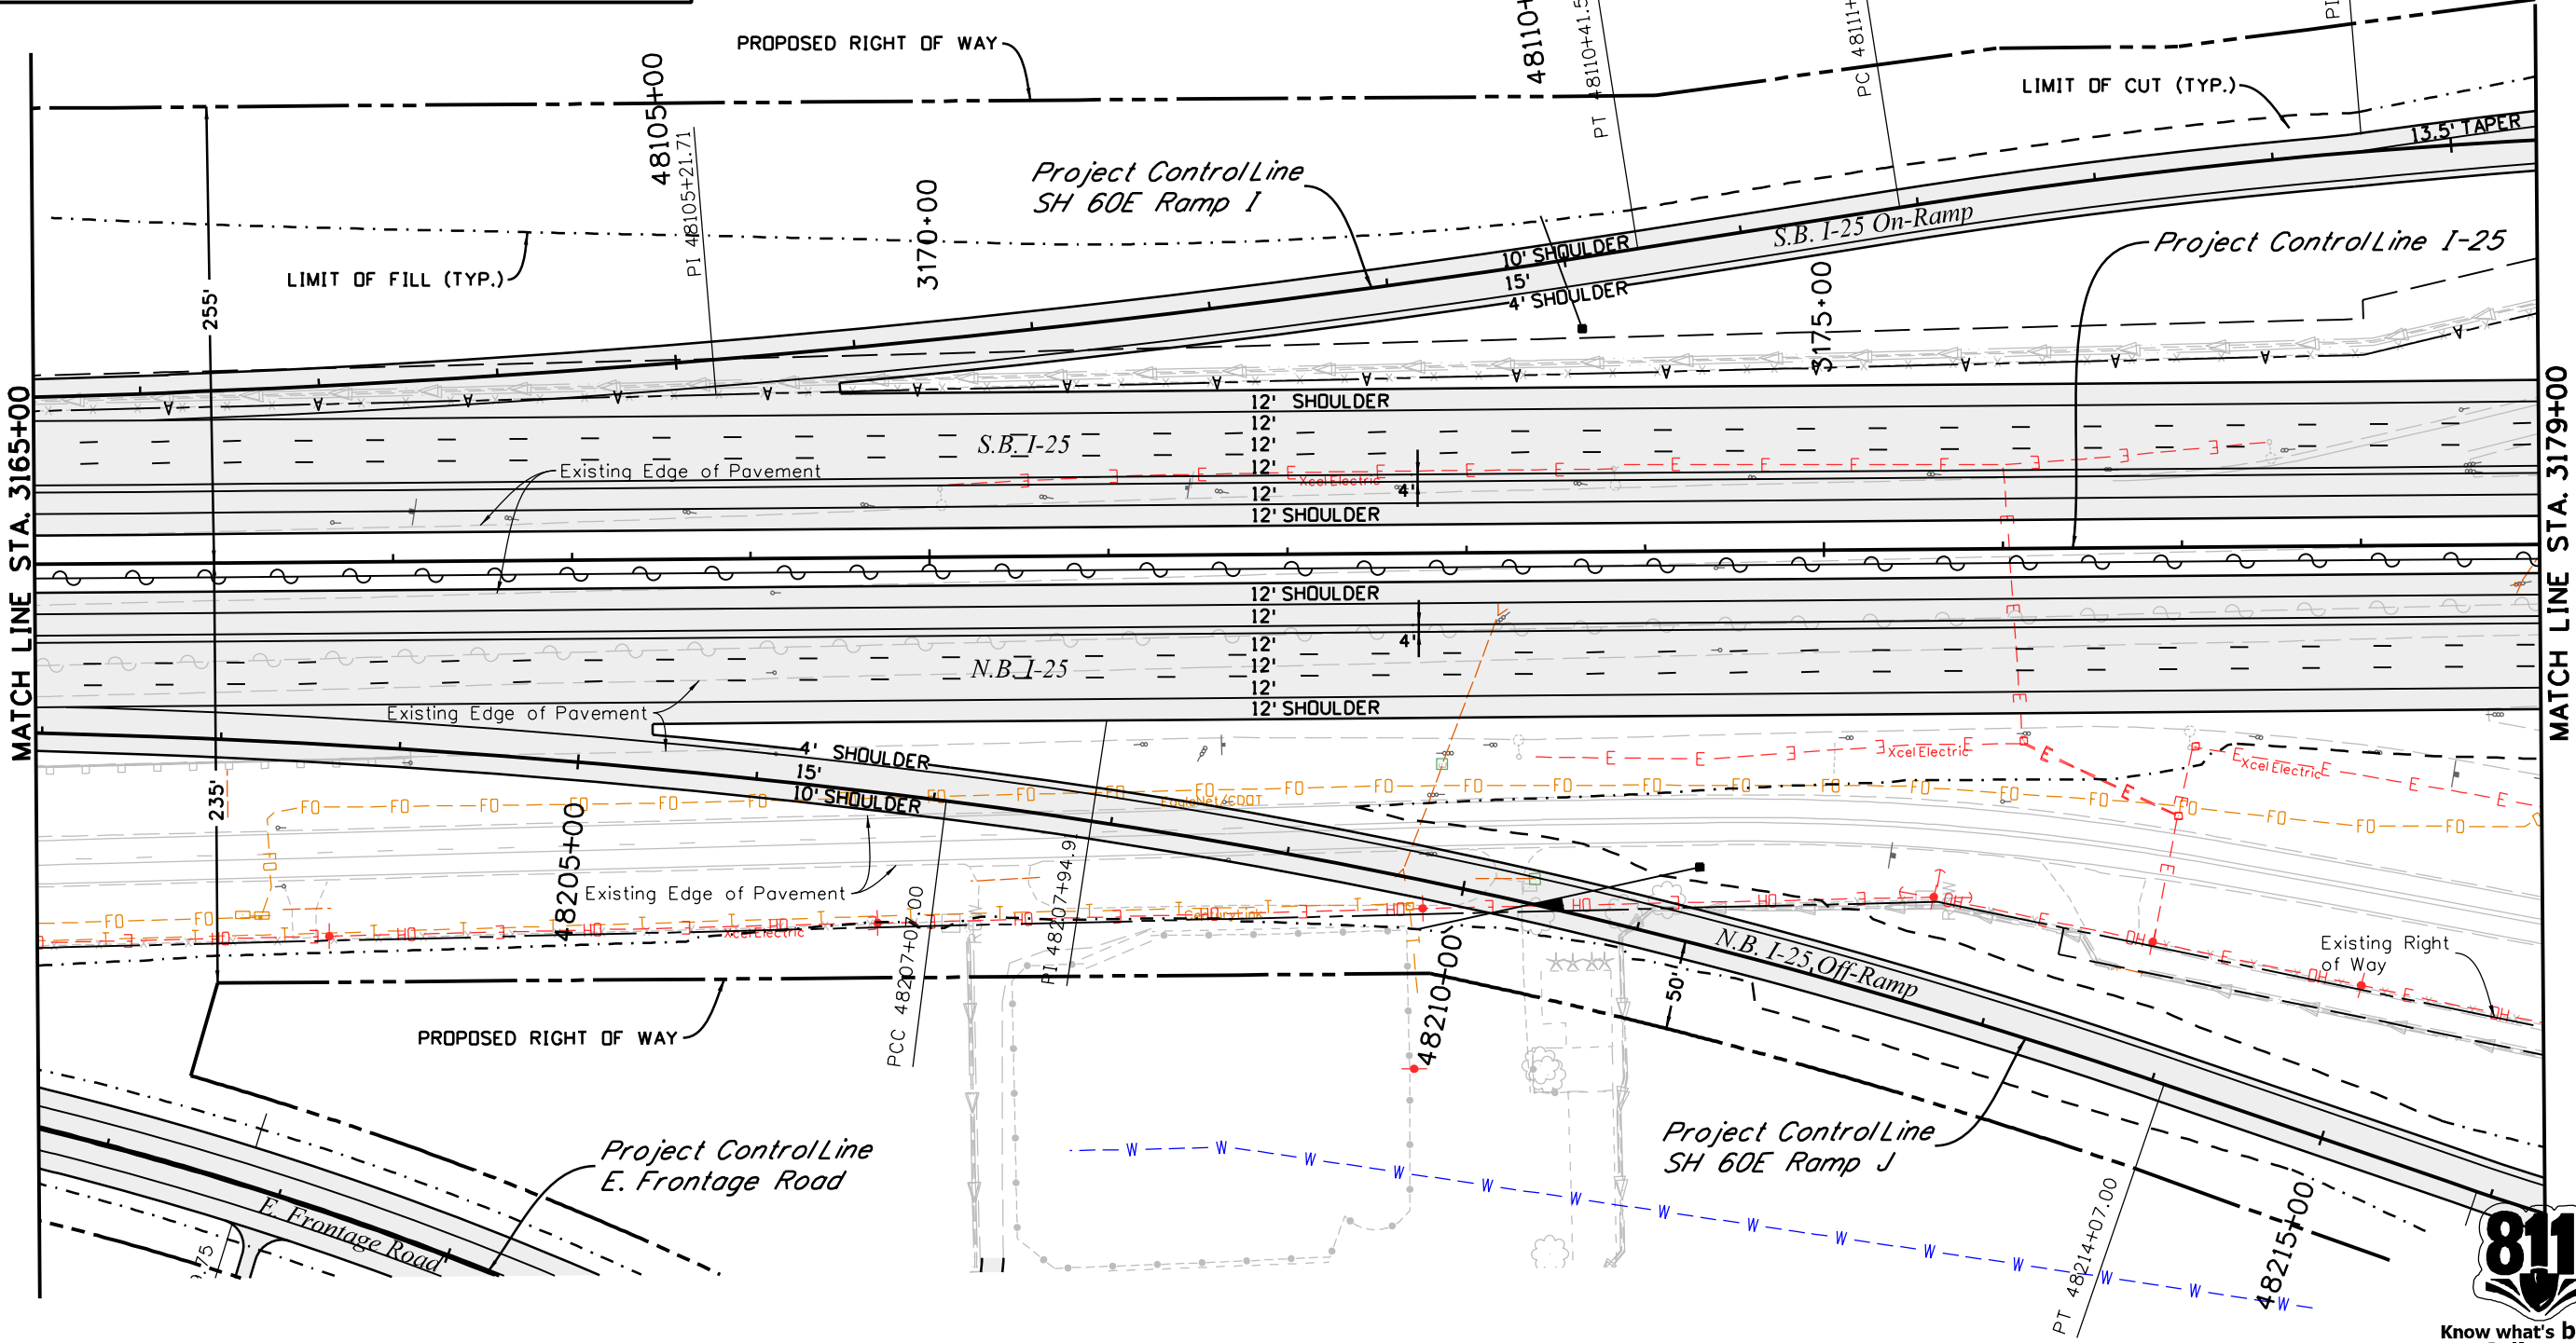 PROPOSED RIGHT OF WAY
48105+00
PI 48105+21.71
3170+00
Project Control Line
SH 60E Ramp I
LIMIT OF FILL (TYP.)
255'
LIMIT OF CUT (TYP.)
13.5' TAPER
S.B. I-25 On-Ramp
10' SHOULDER
15'
4' SHOULDER
Project Control Line I-25
3175+00
MATCH LINE STA. 3165+00
MATCH LINE STA. 3179+00
12' SHOULDER
12'
12'
12'
12'
12' SHOULDER
S.B. I-25
Existing Edge of Pavement
Xcel Electric
4'
12' SHOULDER
12'
12'
12'
12'
12' SHOULDER
4'
N.B. I-25
Existing Edge of Pavement
4' SHOULDER
15'
10' SHOULDER
235'
EagleNet/CDOT
Xcel Electric
Xcel Electric
48205+00
Existing Edge of Pavement
PCC 48207+07.00
Xcel Electric
CenturyLink
48210+00
N.B. I-25 Off-Ramp
50'
Existing Right
of Way
PROPOSED RIGHT OF WAY
Project Control Line
E. Frontage Road
E. Frontage Road
Project Control Line
SH 60E Ramp J
PT 48214+07.00
48215+00
811
Know what's